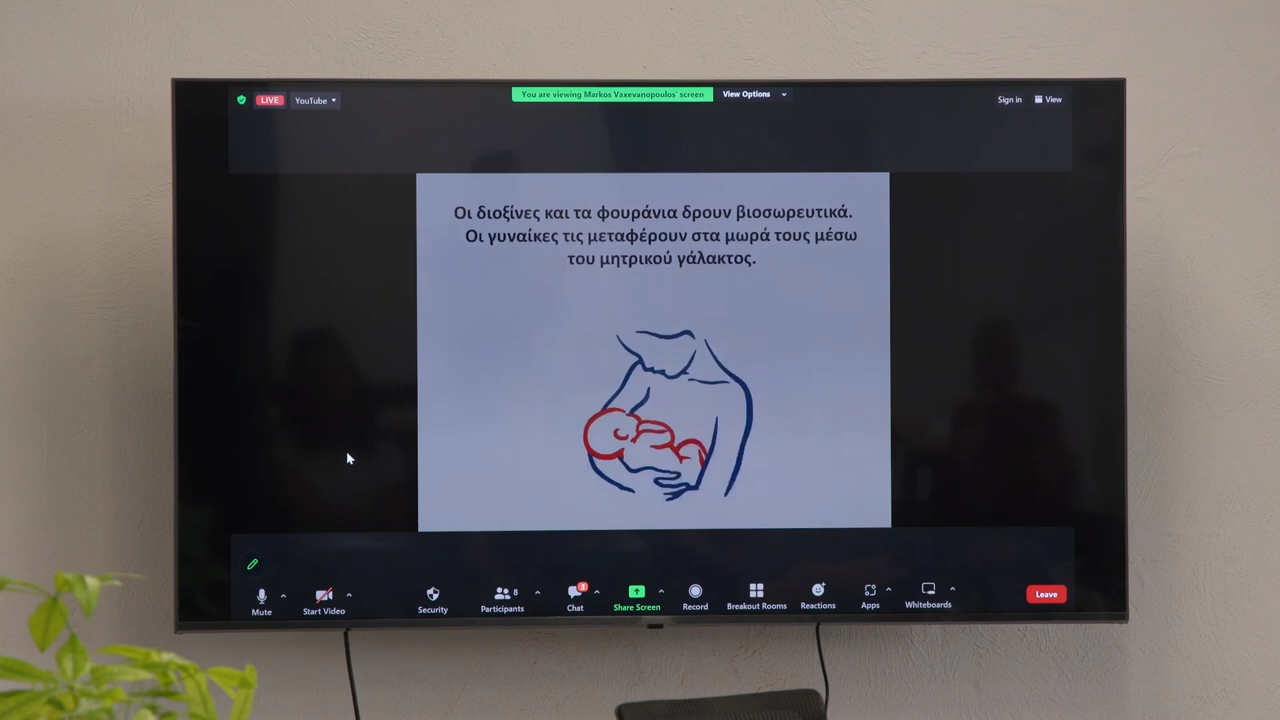 LIVE
YouTube
You are viewing Markos Vaxevanopoulos' screen
View Options
Sign in
View
Οι διοξίνες και τα φουράνια δρουν βιοσωρευτικά.
Οι γυναίκες τις μεταφέρουν στα μωρά τους μέσω
του μητρικού γάλακτος.
Mute
Start Video
Security
8
Participants
3
Chat
Share Screen
Record
Breakout Rooms
Reactions
Apps
Whiteboards
Leave